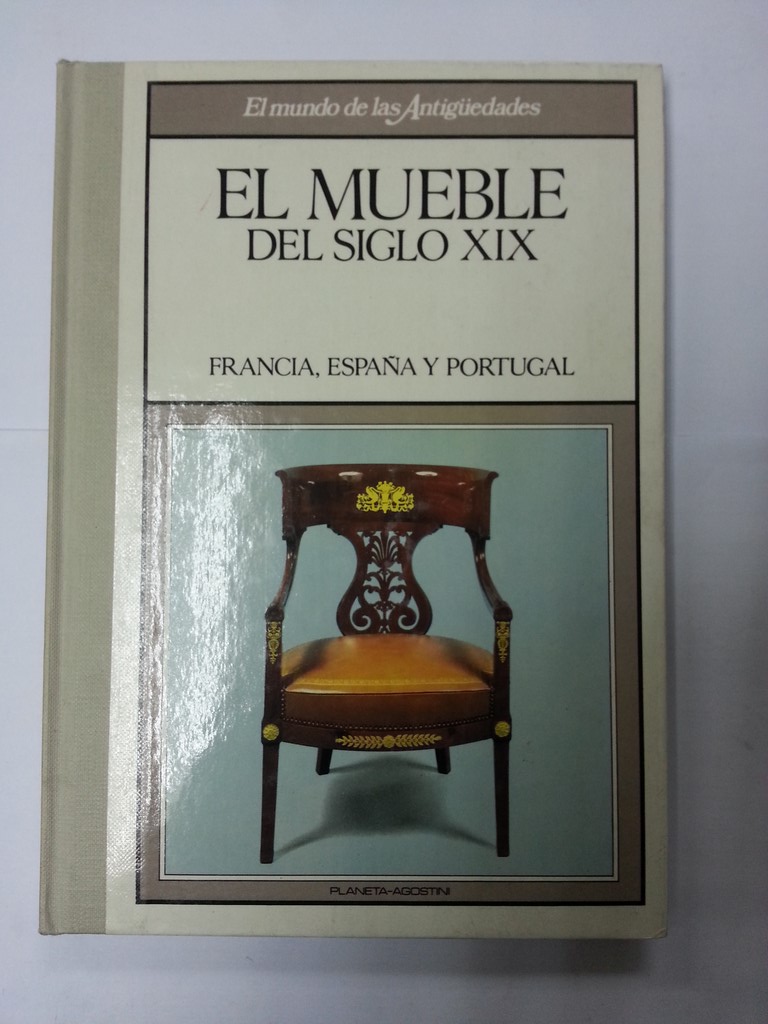 El mundo de las Antigüedades
EL MUEBLE
DEL SIGLO XIX
FRANCIA, ESPAÑA Y PORTUGAL
PLANETA-AGOSTINI